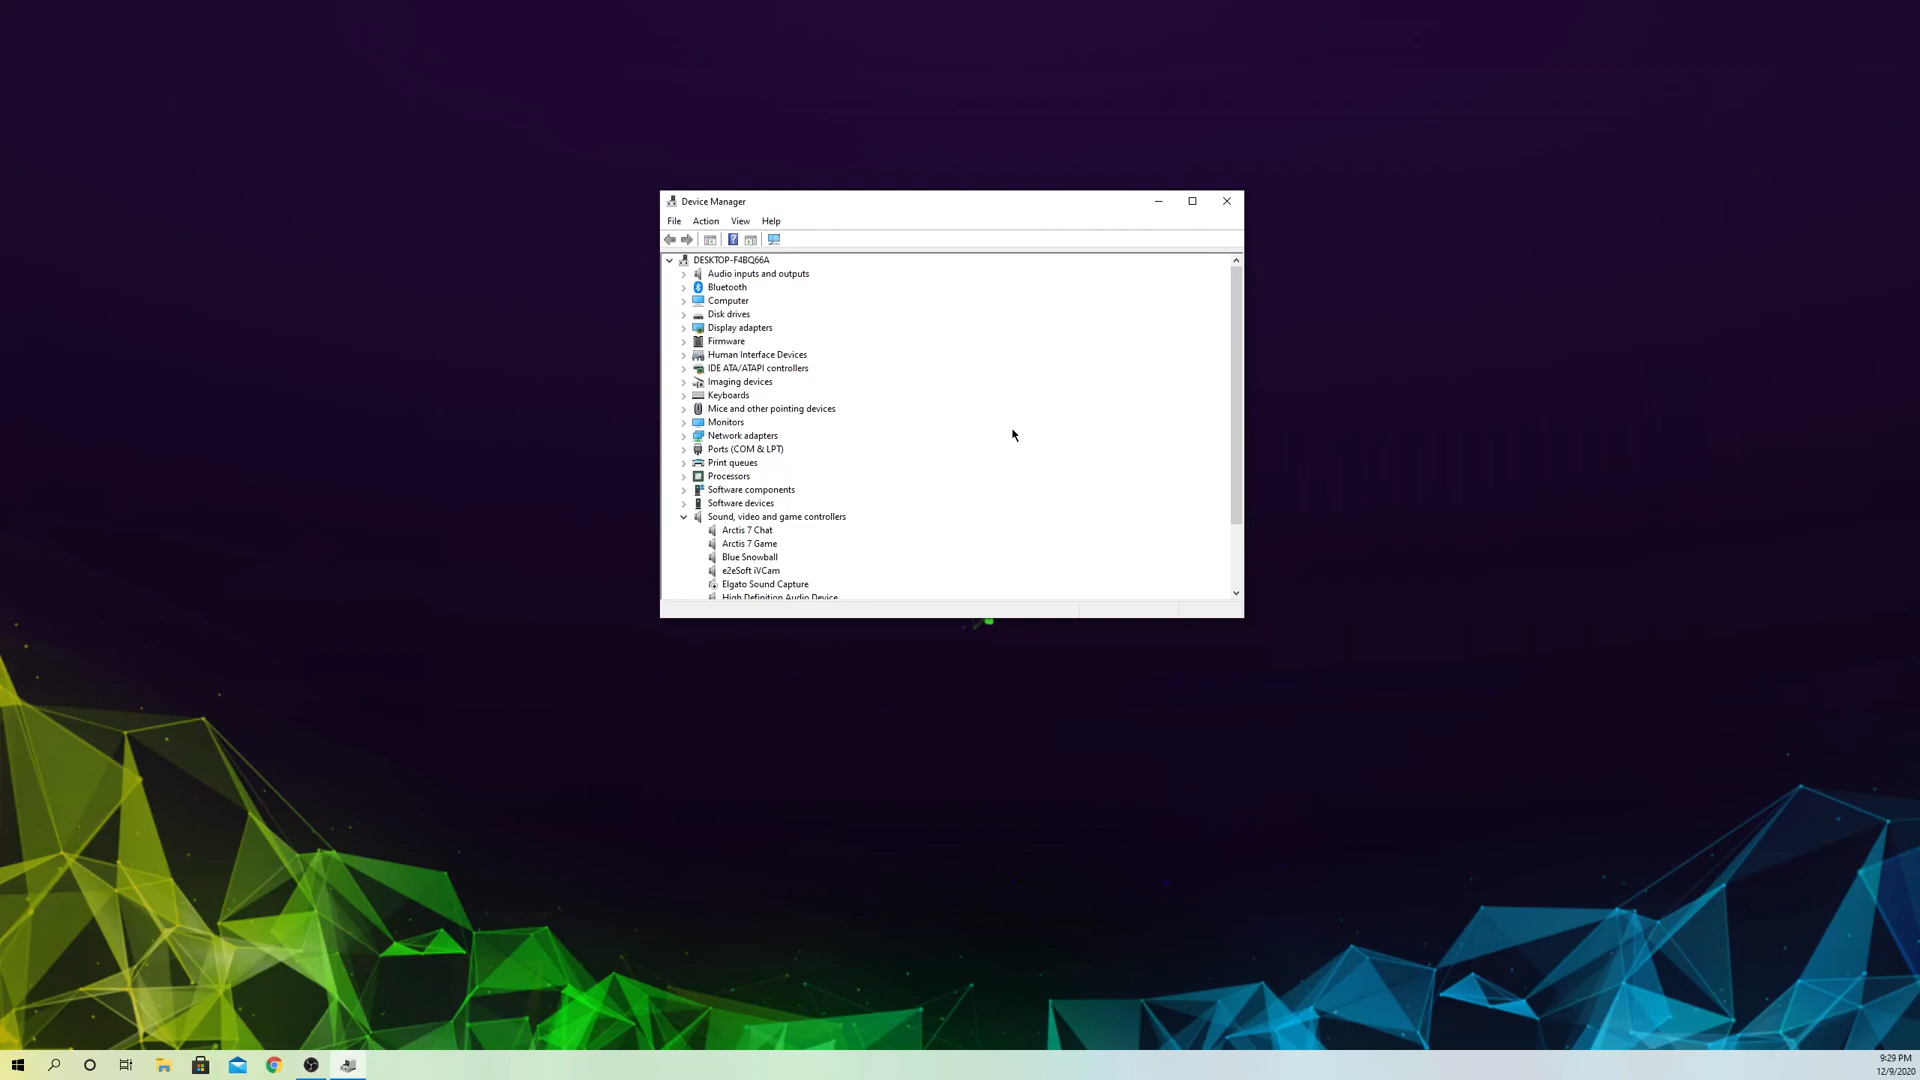 Device Manager
File Action View Help
DESKTOP-F4BQ66A
Audio inputs and outputs
Bluetooth
Computer
Disk drives
Display adapters
Firmware
Human Interface Devices
IDE ATA/ATAPI controllers
Imaging devices
Keyboards
Mice and other pointing devices
Monitors
Network adapters
Ports (COM & LPT)
Print queues
Processors
Software components
Software devices
Sound, video and game controllers
Arctis 7 Chat
Arctis 7 Game
Blue Snowball
e2eSoft iVCam
Elgato Sound Capture
High Definition Audio Device
9:29 PM
12/9/2020